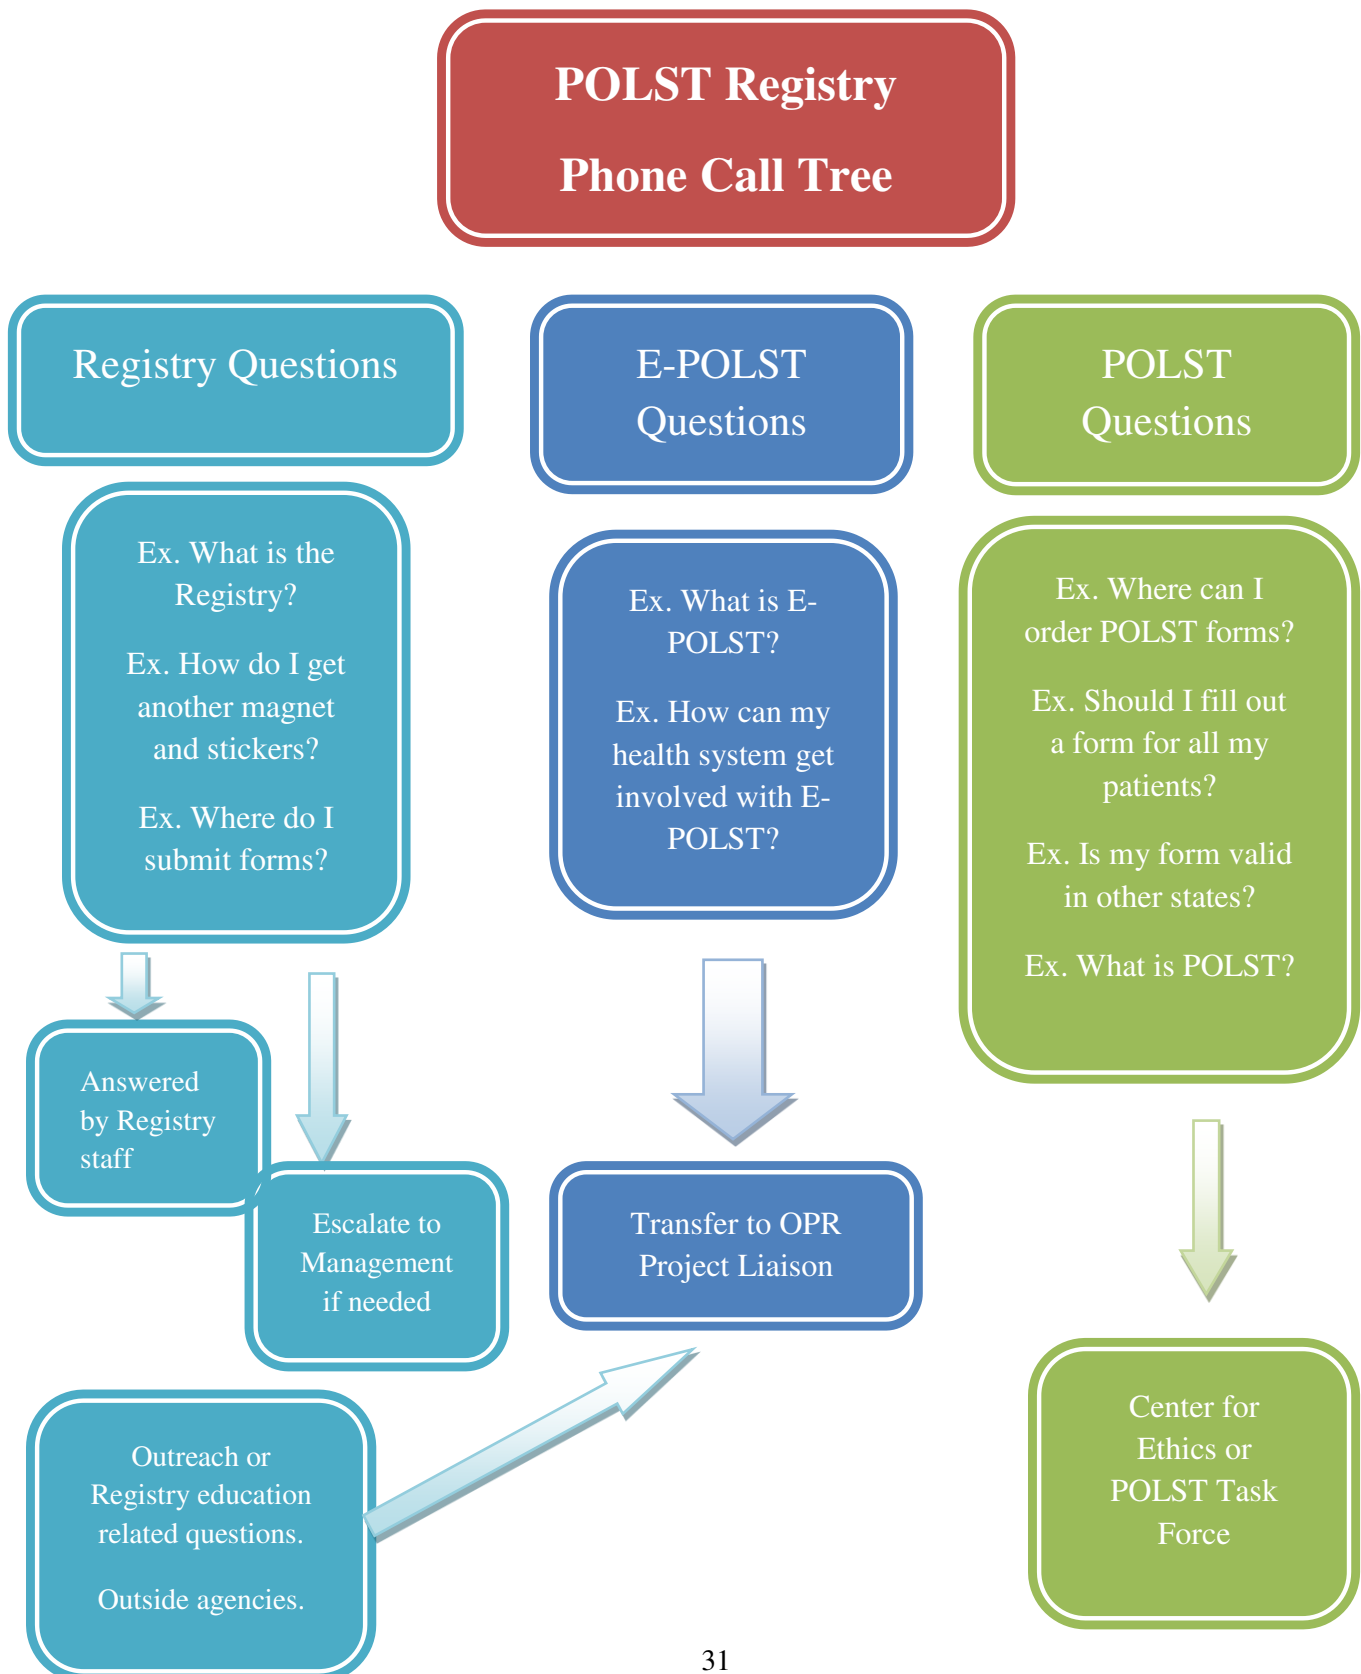 POLST Registry
Phone Call Tree
Registry Questions
Ex. What is the
Registry?
Ex. How do I get
another magnet
and stickers?
Ex. Where do I
submit forms?
Answered
by Registry
staff
Escalate to
Management
if needed
Outreach or
Registry education
related questions.
Outside agencies.
E-POLST
Questions
Ex. What is E-
POLST?
Ex. How can my
health system get
involved with E-
POLST?
Transfer to OPR
Project Liaison
POLST
Questions
Ex. Where can I
order POLST forms?
Ex. Should I fill out
a form for all my
patients?
Ex. Is my form valid
in other states?
Ex. What is POLST?
Center for
Ethics or
POLST Task
Force
31